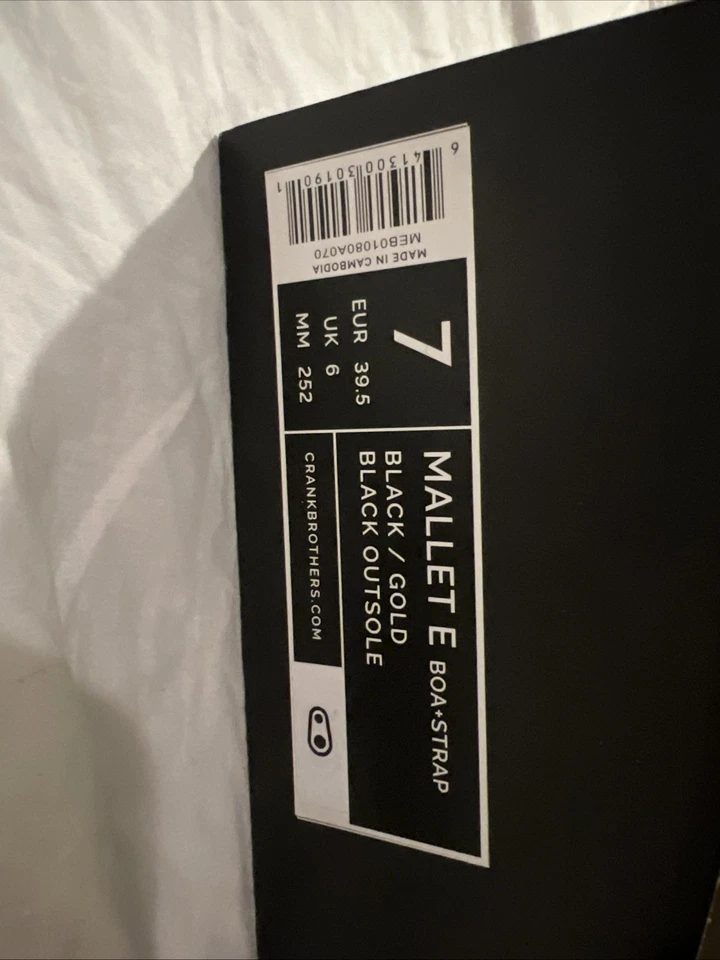 7
EUR 39.5
UK 6
MM 252
MALLET E BOA+STRAP
BLACK / GOLD
BLACK OUTSOLE
CRANKBROTHERS.COM
MADE IN CAMBODIA
MEB01080A070
6 41300 30190 1